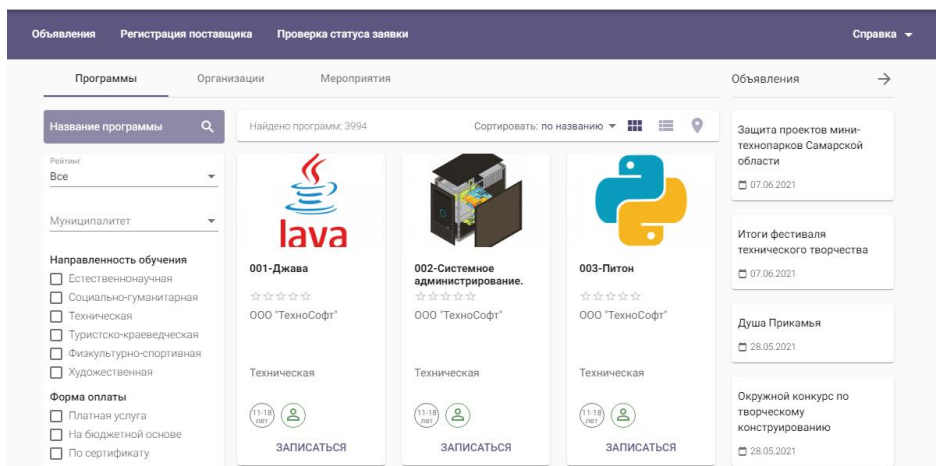 Объявления Регистрация поставщика Проверка статуса заявки Справка
Программы Организации Мероприятия
Название программы
Рейтинг
Все
Муниципалитет
Направленность обучения
Естественнонаучная
Социально-гуманитарная
Техническая
Туристско-краеведческая
Физкультурно-спортивная
Художественная
Форма оплаты
Платная услуга
На бюджетной основе
По сертификату
Найдено программ: 3994 Сортировать: по названию
Java
001-Джава
ООО "ТехноСофт"
Техническая
11-18
лет
ЗАПИСАТЬСЯ
002-Системное
администрирование.
ООО "ТехноСофт"
Техническая
11-18
лет
ЗАПИСАТЬСЯ
003-Питон
ООО "ТехноСофт"
Техническая
11-18
лет
ЗАПИСАТЬСЯ
Объявления
Защита проектов мини-
технопарков Самарской
области
07.06.2021
Итоги фестиваля
технического творчества
07.06.2021
Душа Прикамья
28.05.2021
Окружной конкурс по
творческому
конструированию
28.05.2021